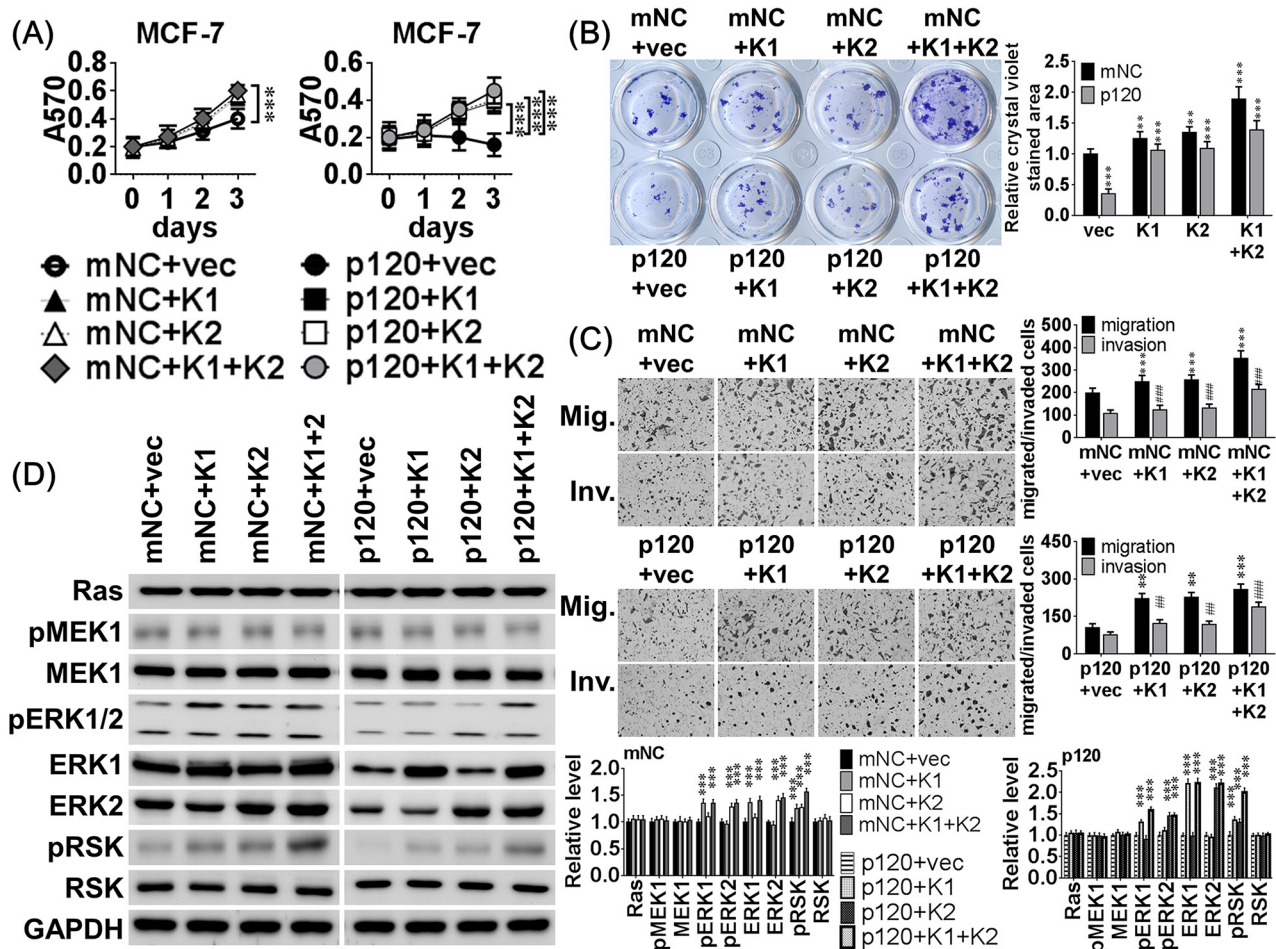 (A)
MCF-7
A570
0.8
0.6
0.4
0.2
0.0
0 1 2 3
days
***
MCF-7
A570
0.6
0.4
0.2
0.0
0 1 2 3
days
***
***
***
mNC+vec
mNC+K1
mNC+K2
mNC+K1+K2
p120+vec
p120+K1
p120+K2
p120+K1+K2
(B)
mNC +vec
mNC +K1
mNC +K2
mNC +K1+K2
p120 +vec
p120 +K1
p120 +K2
p120 +K1+K2
Relative crystal violet
stained area
2.5
2.0
1.5
1.0
0.5
0.0
mNC
p120
***
**
***
**
***
***
***
vec K1 K2 K1
+K2
(C)
mNC +vec
mNC +K1
mNC +K2
mNC +K1+K2
Mig.
Inv.
p120 +vec
p120 +K1
p120 +K2
p120 +K1+K2
Mig.
Inv.
migrated/invaded cells
500
400
300
200
100
0
migration
invasion
***
###
***
###
***
###
mNC +vec
mNC +K1
mNC +K2
mNC +K1 +K2
migrated/invaded cells
450
300
150
0
migration
invasion
**
##
**
##
***
###
p120 +vec
p120 +K1
p120 +K2
p120 +K1 +K2
(D)
mNC+vec
mNC+K1
mNC+K2
mNC+K1+2
p120+vec
p120+K1
p120+K2
p120+K1+K2
Ras
pMEK1
MEK1
pERK1/2
ERK1
ERK2
pRSK
RSK
GAPDH
mNC
Relative level
2.0
1.5
1.0
0.5
0.0
Ras
pMEK1
MEK1
pERK1
pERK2
ERK1
ERK2
pRSK
RSK
mNC+vec
mNC+K1
mNC+K2
mNC+K1+K2
p120+vec
p120+K1
p120+K2
p120+K1+K2
p120
Relative level
2.5
2.0
1.5
1.0
0.5
0.0
Ras
pMEK1
MEK1
pERK1
pERK2
ERK1
ERK2
pRSK
RSK